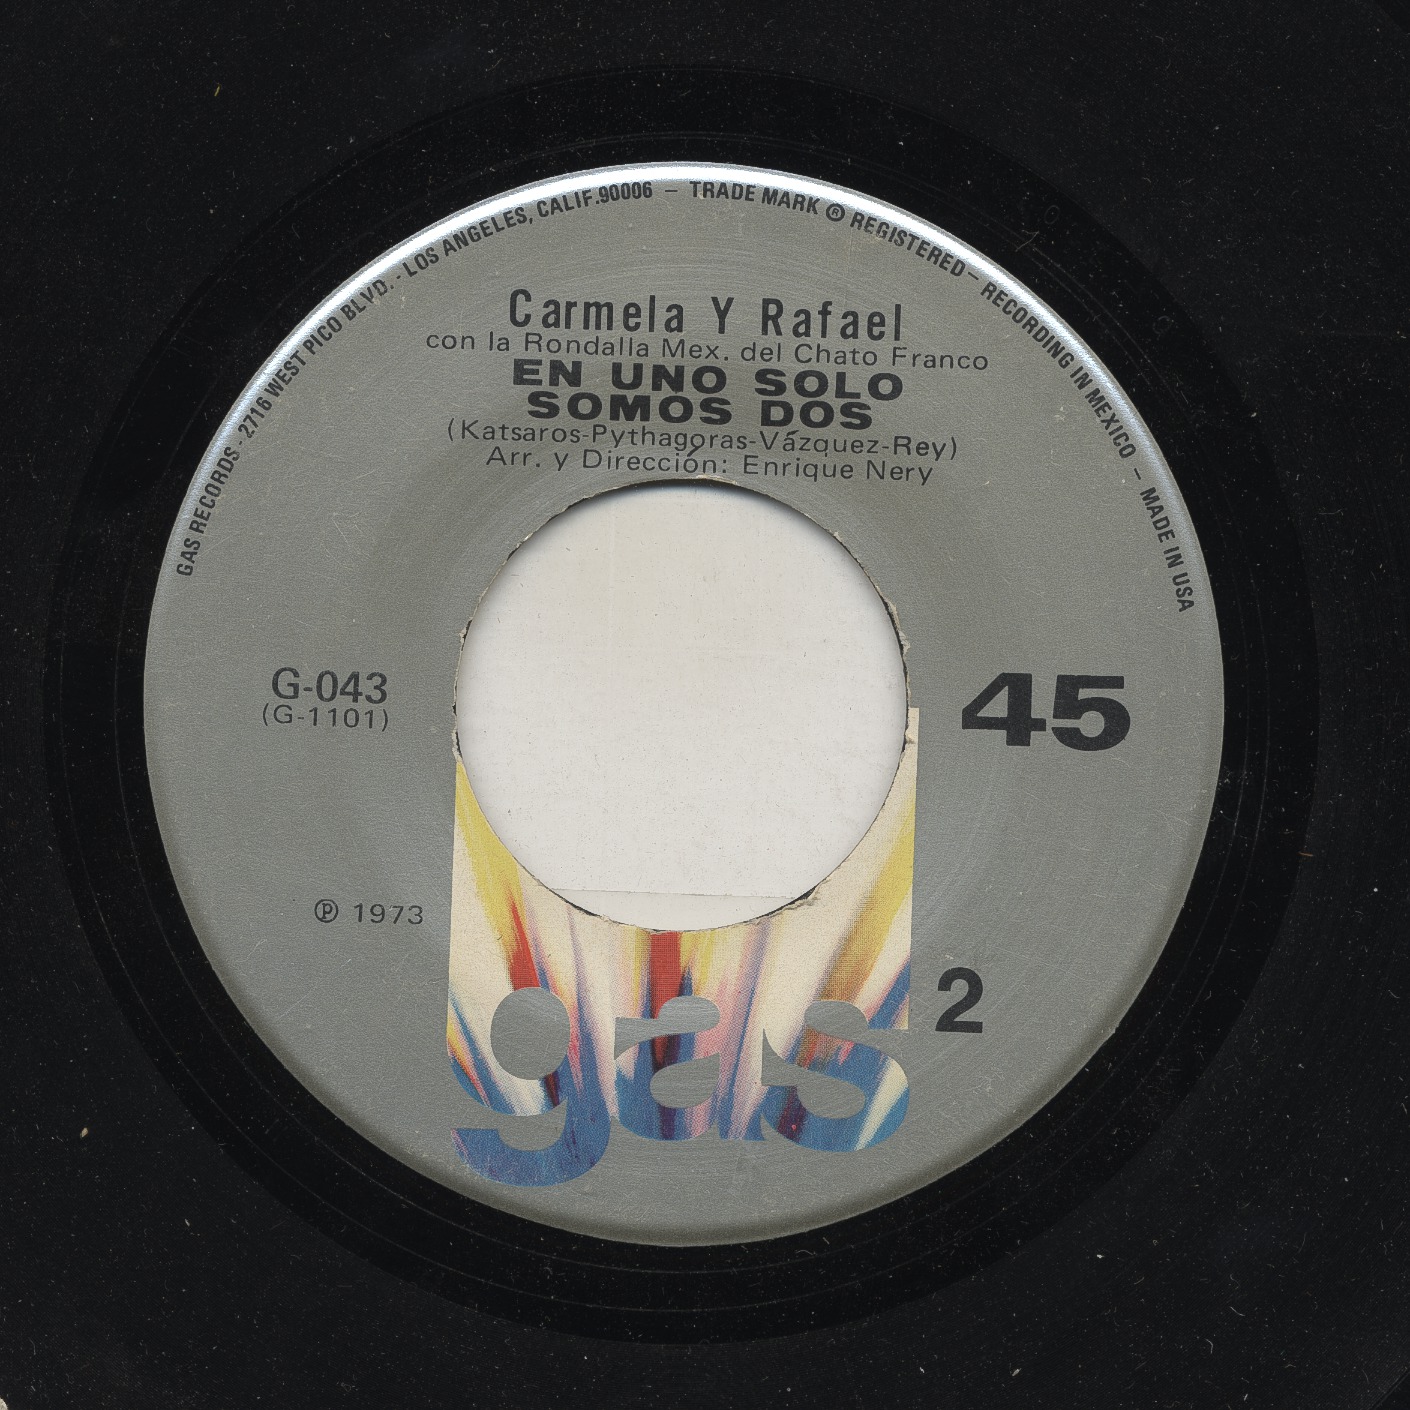 GAS RECORDS · 2716 WEST PICO BLVD. · LOS ANGELES, CALIF. 90006 – TRADE MARK ® REGISTERED – RECORDING IN MEXICO – MADE IN USA
Carmela Y Rafael
con la Rondalla Mex. del Chato Franco
EN UNO SOLO
SOMOS DOS
(Katsaros-Pythagoras-Vázquez-Rey)
Arr. y Dirección: Enrique Nery
G-043
(G-1101)
45
℗ 1973
2
gas